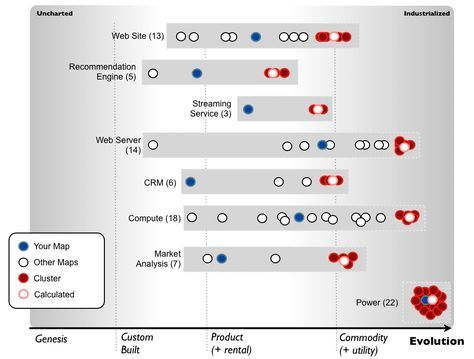 Uncharted
Industrialized
Web Site (13)
Recommendation
Engine (5)
Streaming
Service (3)
Web Server
(14)
CRM (6)
Compute (18)
Market
Analysis (7)
Your Map
Other Maps
Cluster
Calculated
Power (22)
Genesis
Custom
Built
Product
(+ rental)
Commodity
(+ utility)
Evolution